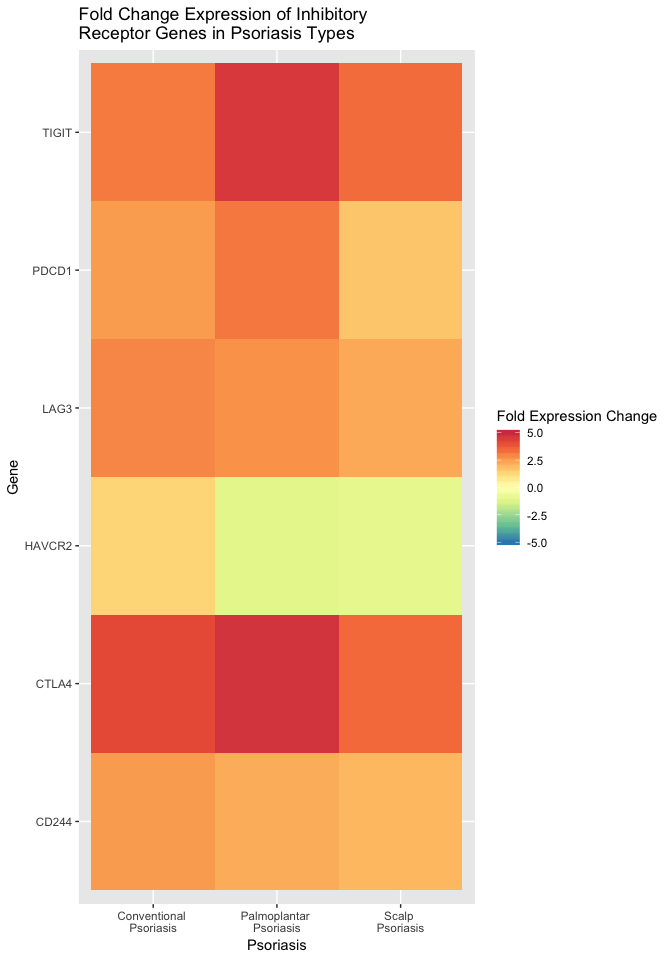 Fold Change Expression of Inhibitory
Receptor Genes in Psoriasis Types
Gene
TIGIT
PDCD1
LAG3
HAVCR2
CTLA4
CD244
Conventional
Psoriasis
Palmoplantar
Psoriasis
Scalp
Psoriasis
Psoriasis
Fold Expression Change
5.0
2.5
0.0
-2.5
-5.0